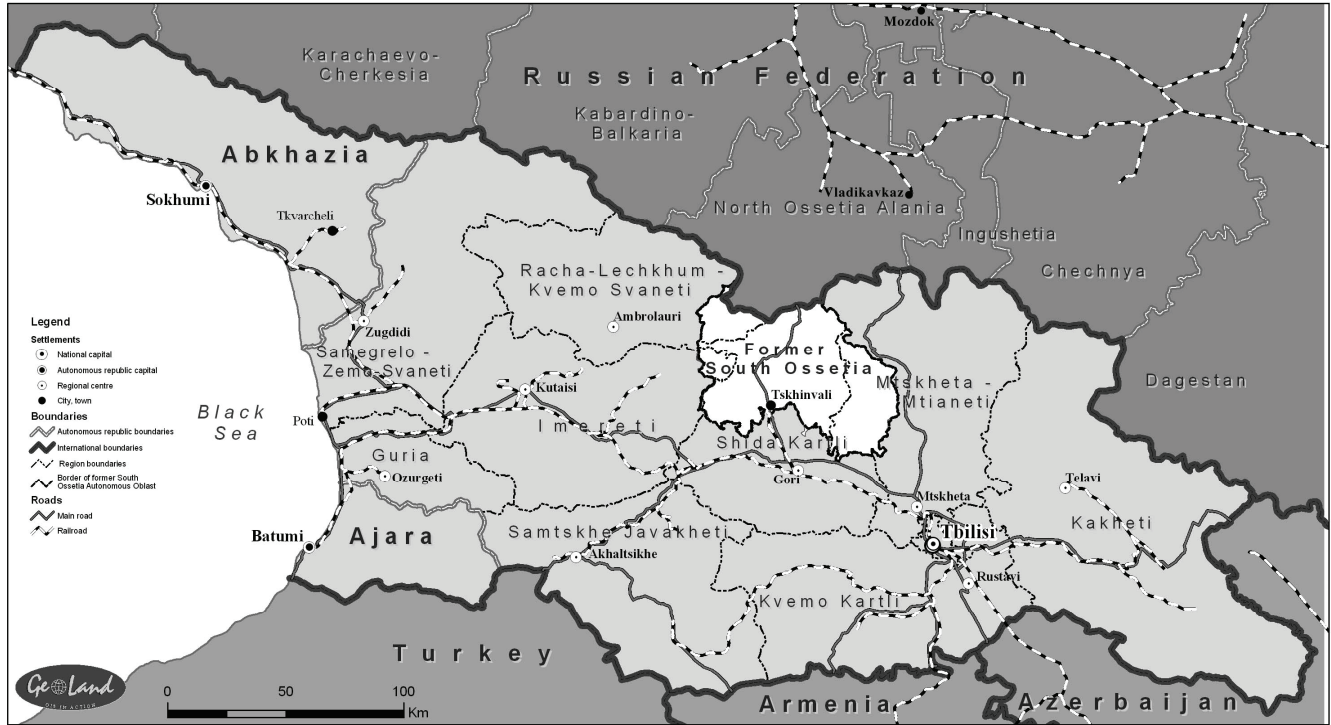 Mozdok
Karachaevo-
Cherkesia
Russian Federation
Kabardino-
Balkaria
Abkhazia
Sokhumi
Tkvarcheli
Vladikavkaz
North Ossetia Alania
Ingushetia
Chechnya
Racha-Lechkhum -
Kvemo Svaneti
Ambrolauri
Zugdidi
Samegrelo -
Zemo-Svaneti
Former
South Ossetia
Tskhinvali
Mtskheta -
Mtianeti
Dagestan
Kutaisi
Black
Sea
Poti
Imereti
Shida Kartli
Gori
Guria
Ozurgeti
Telavi
Mtskheta
Kakheti
Batumi
Ajara
Samtskhe Javakheti
Akhaltsikhe
Tbilisi
Rustavi
Kvemo Kartli
Turkey
Armenia
Azerbaijan
Legend
Settlements
National capital
Autonomous republic capital
Regional centre
City, town
Boundaries
Autonomous republic boundaries
International boundaries
Region boundaries
Border of former South
Ossetia Autonomous Oblast
Roads
Main road
Railroad
GeoLand
GIS IN ACTION
0 50 100
Km